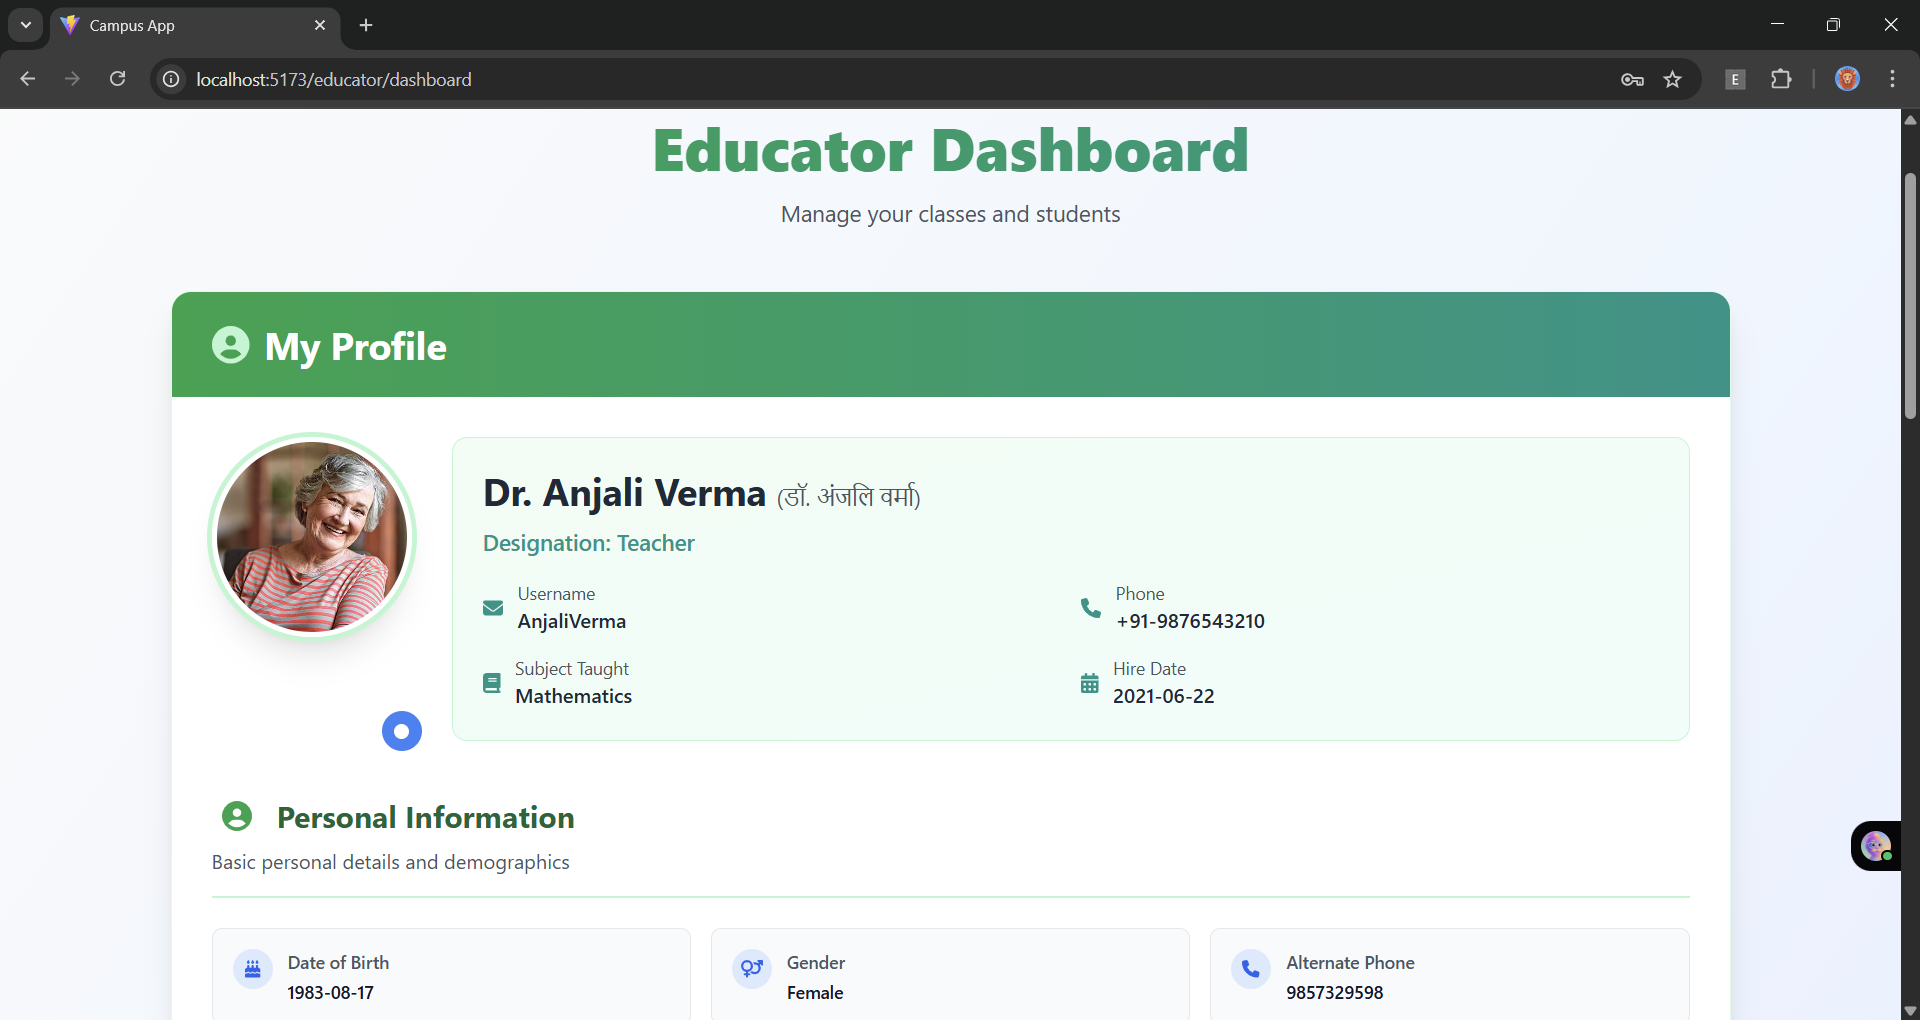 Campus App
localhost:5173/educator/dashboard
E
Educator Dashboard
Manage your classes and students
My Profile
Dr. Anjali Verma (डॉ. अंजलि वर्मा)
Designation: Teacher
Username
AnjaliVerma
Phone
+91-9876543210
Subject Taught
Mathematics
Hire Date
2021-06-22
Personal Information
Basic personal details and demographics
Date of Birth
1983-08-17
Gender
Female
Alternate Phone
9857329598